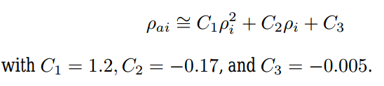 ρₐᵢ ≅ C₁ρᵢ² + C₂ρᵢ + C₃
with C₁ = 1.2, C₂ = −0.17, and C₃ = −0.005.